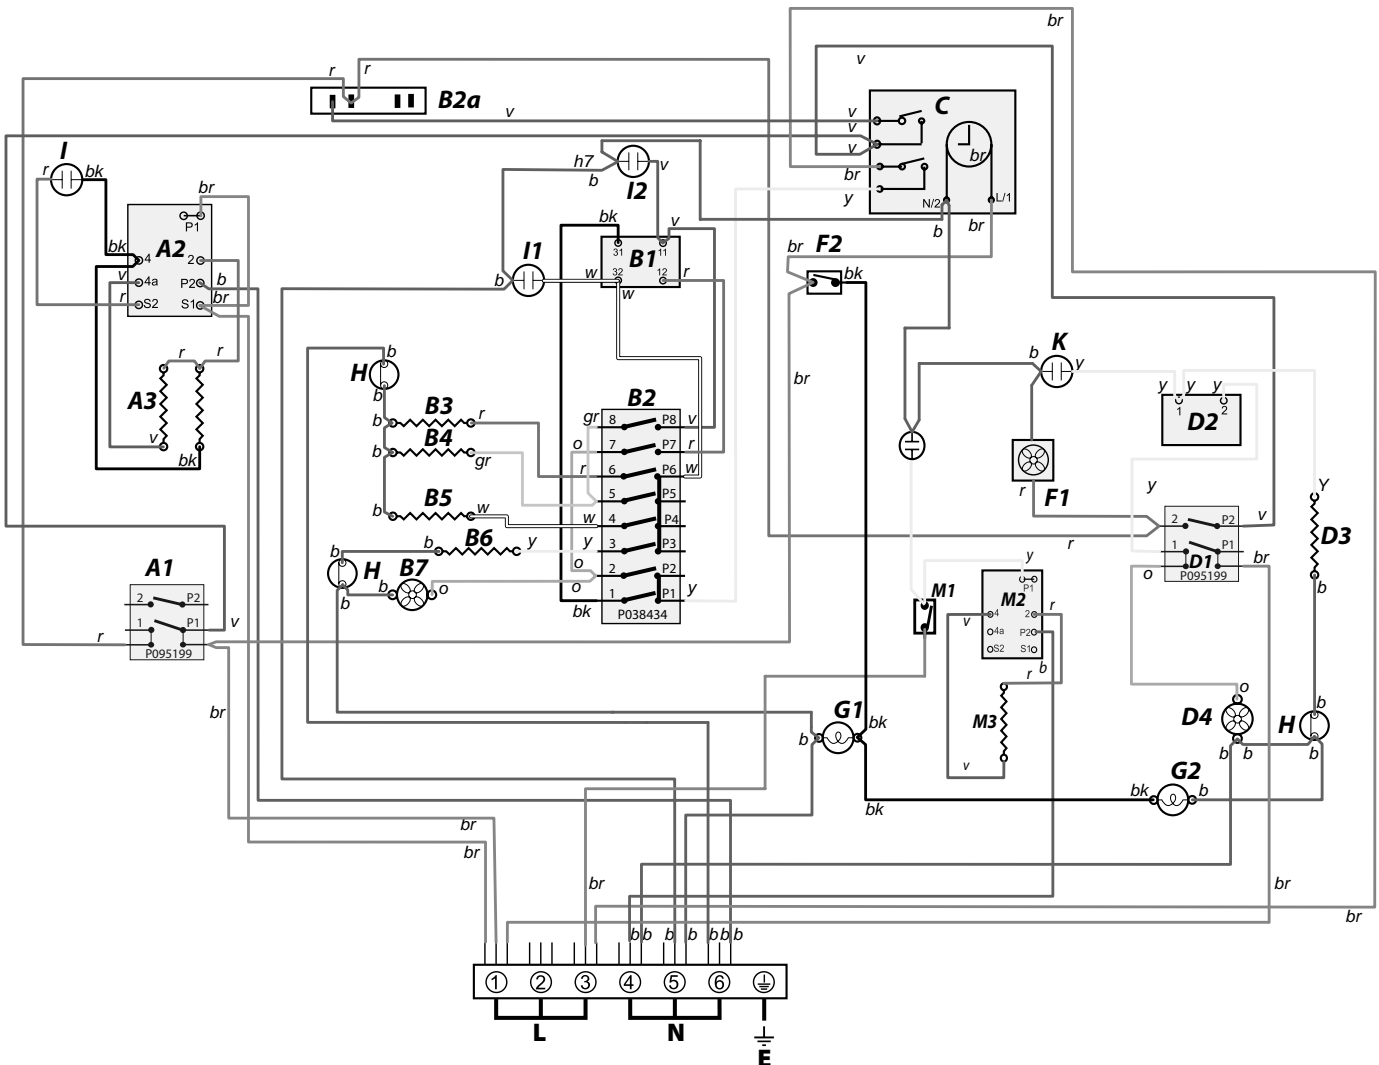 br
v
r
r
B2a
v
C
v
v
v
br
y
br
N/2
L/1
b
br
I
r
bk
br
P1
A2
bk
4
2
v
4a
P2
b
r
S2
S1
br
r
r
A3
v
bk
h7
b
v
I2
bk
v
I1
b
w
31
11
B1
32
12
r
w
br
F2
bk
br
b
H
b
B3
b
r
B4
b
gr
B5
b
w
B6
b
y
b
H
B7
b
b
o
B2
gr
8
P8
v
o
7
P7
r
r
6
P6
w
5
P5
w
4
P4
y
3
P3
o
2
P2
o
1
P1
y
bk
P038434
K
b
y
y
y
y
1
2
D2
F1
r
y
r
2
P2
v
1
P1
br
D1
o
P095199
Y
D3
b
A1
2
P2
1
P1
v
r
P095199
br
M1
y
P1
M2
4
2
r
v
4a
P2
S2
S1
b
r
M3
v
G1
b
bk
bk
D4
o
b
b
b
H
b
G2
bk
b
br
br
br
br
br
b
b
b
b
b
b
b
1
2
3
4
5
6
L
N
E